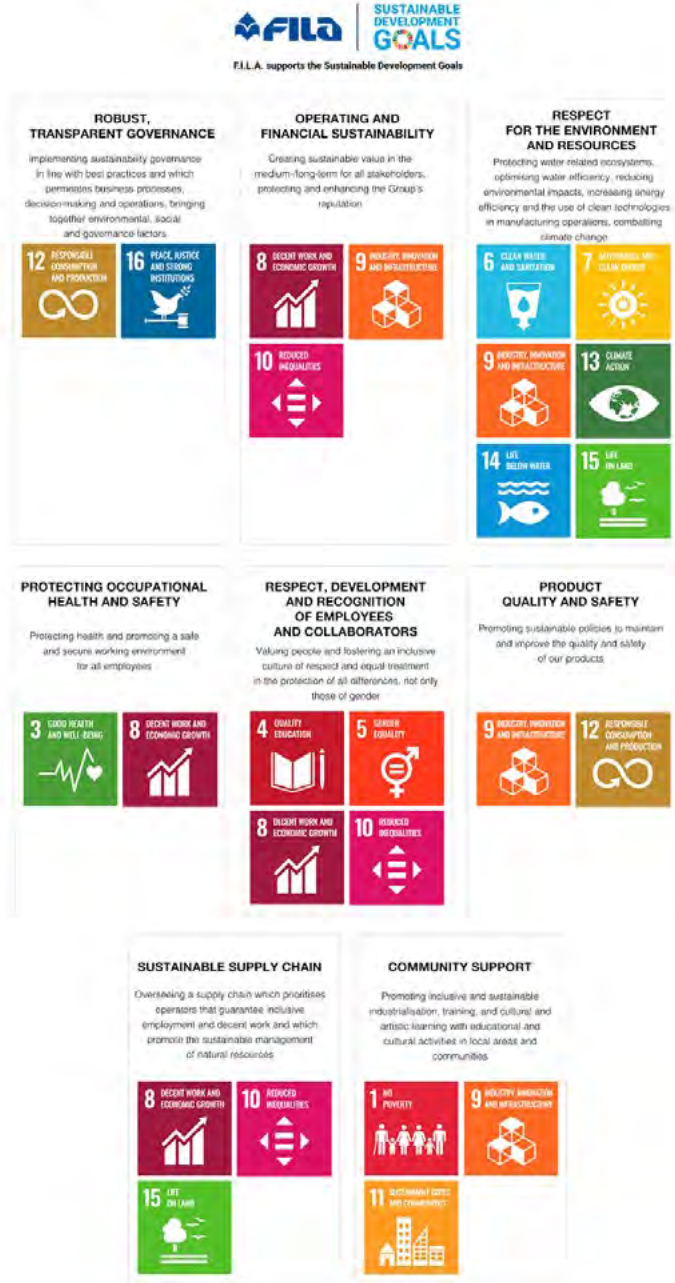 FILA
SUSTAINABLE
DEVELOPMENT
GOALS
F.I.L.A. supports the Sustainable Development Goals
ROBUST,
TRANSPARENT GOVERNANCE
Implementing sustainability governance
in line with best practices and which
permeates business processes,
decision-making and operations, bringing
together environmental, social
and governance factors
12 RESPONSIBLE
CONSUMPTION
AND PRODUCTION
16 PEACE, JUSTICE
AND STRONG
INSTITUTIONS
OPERATING AND
FINANCIAL SUSTAINABILITY
Creating sustainable value in the
medium-/long-term for all stakeholders,
protecting and enhancing the Group's
reputation
8 DECENT WORK AND
ECONOMIC GROWTH
9 INDUSTRY, INNOVATION
AND INFRASTRUCTURE
10 REDUCED
INEQUALITIES
RESPECT
FOR THE ENVIRONMENT
AND RESOURCES
Protecting water-related ecosystems,
optimising water efficiency, reducing
environmental impacts, increasing energy
efficiency and the use of clean technologies
in manufacturing operations, combatting
climate change
6 CLEAN WATER
AND SANITATION
7 AFFORDABLE AND
CLEAN ENERGY
9 INDUSTRY, INNOVATION
AND INFRASTRUCTURE
13 CLIMATE
ACTION
14 LIFE
BELOW WATER
15 LIFE
ON LAND
PROTECTING OCCUPATIONAL
HEALTH AND SAFETY
Protecting health and promoting a safe
and secure working environment
for all employees
3 GOOD HEALTH
AND WELL-BEING
8 DECENT WORK AND
ECONOMIC GROWTH
RESPECT, DEVELOPMENT
AND RECOGNITION
OF EMPLOYEES
AND COLLABORATORS
Valuing people and fostering an inclusive
culture of respect and equal treatment
in the protection of all differences, not only
those of gender
4 QUALITY
EDUCATION
5 GENDER
EQUALITY
8 DECENT WORK AND
ECONOMIC GROWTH
10 REDUCED
INEQUALITIES
PRODUCT
QUALITY AND SAFETY
Promoting sustainable policies to maintain
and improve the quality and safety
of our products
9 INDUSTRY, INNOVATION
AND INFRASTRUCTURE
12 RESPONSIBLE
CONSUMPTION
AND PRODUCTION
SUSTAINABLE SUPPLY CHAIN
Overseeing a supply chain which prioritises
operators that guarantee inclusive
employment and decent work and which
promote the sustainable management
of natural resources
8 DECENT WORK AND
ECONOMIC GROWTH
10 REDUCED
INEQUALITIES
15 LIFE
ON LAND
COMMUNITY SUPPORT
Promoting inclusive and sustainable
industrialisation, training, and cultural and
artistic learning with educational and
cultural activities in local areas and
communities
1 NO
POVERTY
9 INDUSTRY, INNOVATION
AND INFRASTRUCTURE
11 SUSTAINABLE CITIES
AND COMMUNITIES